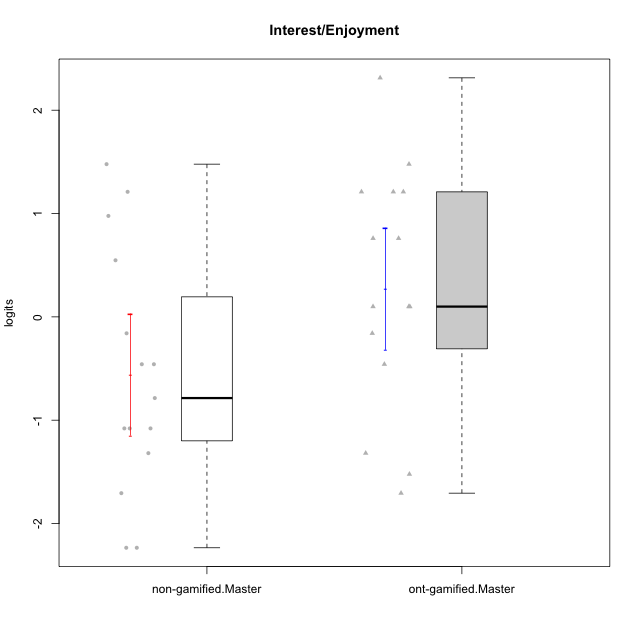 Interest/Enjoyment
logits
2
1
0
-1
-2
non-gamified.Master
ont-gamified.Master